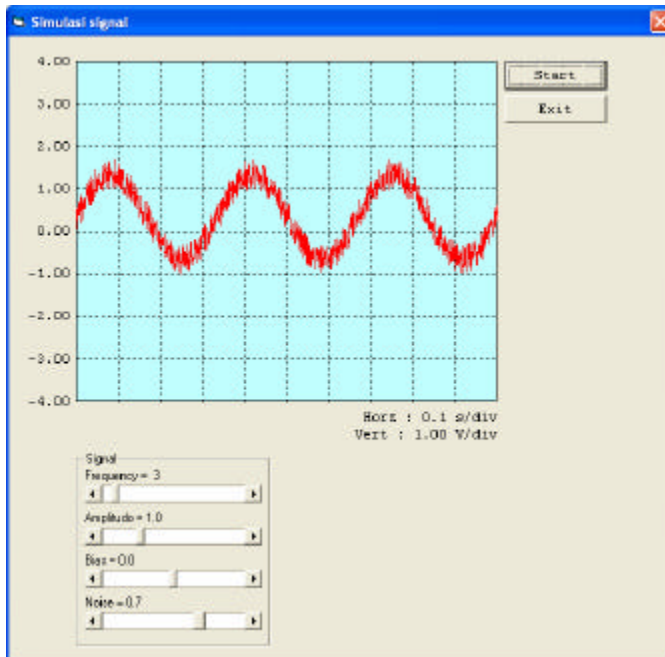 Simulasi signal
4.00
3.00
2.00
1.00
0.00
-1.00
-2.00
-3.00
-4.00
Start
Exit
Horz : 0.1 s/div
Vert : 1.00 V/div
Signal
Frequency = 3
Amplitudo = 1.0
Bias = 0.0
Noise = 0.7